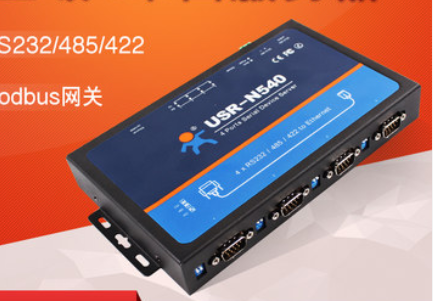 S232/485/422
odbus网关
USR-N540
4 Ports Serial Device Server
4 x RS232 / 485 / 422 to Ethernet